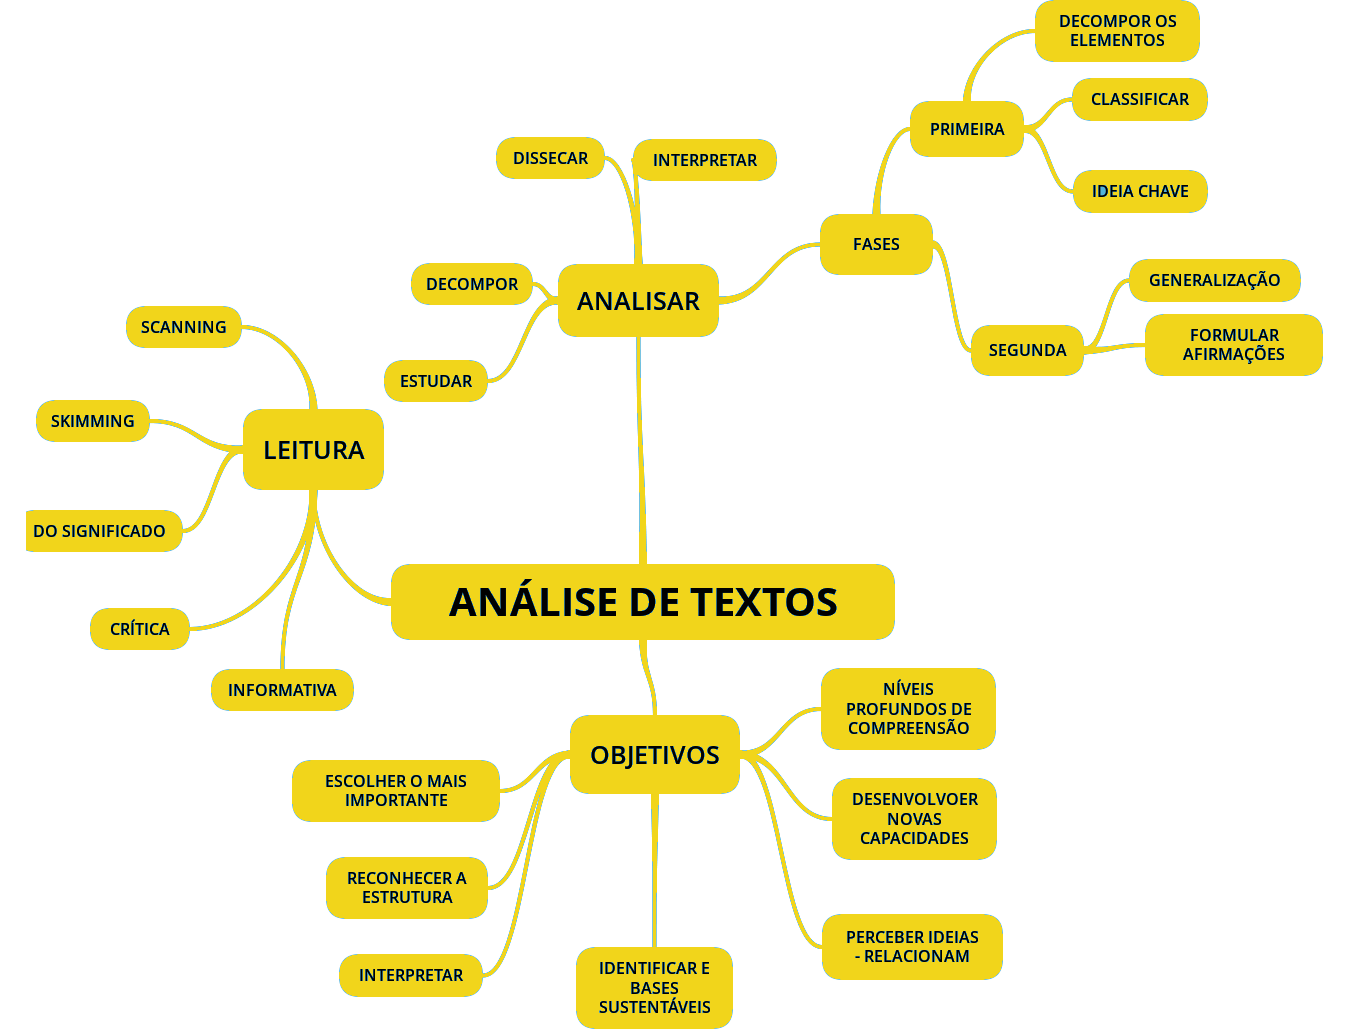 DECOMPOR OS
ELEMENTOS
CLASSIFICAR
PRIMEIRA
IDEIA CHAVE
DISSECAR
INTERPRETAR
FASES
DECOMPOR
ANALISAR
GENERALIZAÇÃO
FORMULAR
AFIRMAÇÕES
SEGUNDA
ESTUDAR
SCANNING
SKIMMING
LEITURA
DO SIGNIFICADO
CRÍTICA
INFORMATIVA
ANÁLISE DE TEXTOS
OBJETIVOS
NÍVEIS
PROFUNDOS DE
COMPREENSÃO
ESCOLHER O MAIS
IMPORTANTE
DESENVOLVOER
NOVAS
CAPACIDADES
RECONHECER A
ESTRUTURA
PERCEBER IDEIAS
- RELACIONAM
INTERPRETAR
IDENTIFICAR E
BASES
SUSTENTÁVEIS